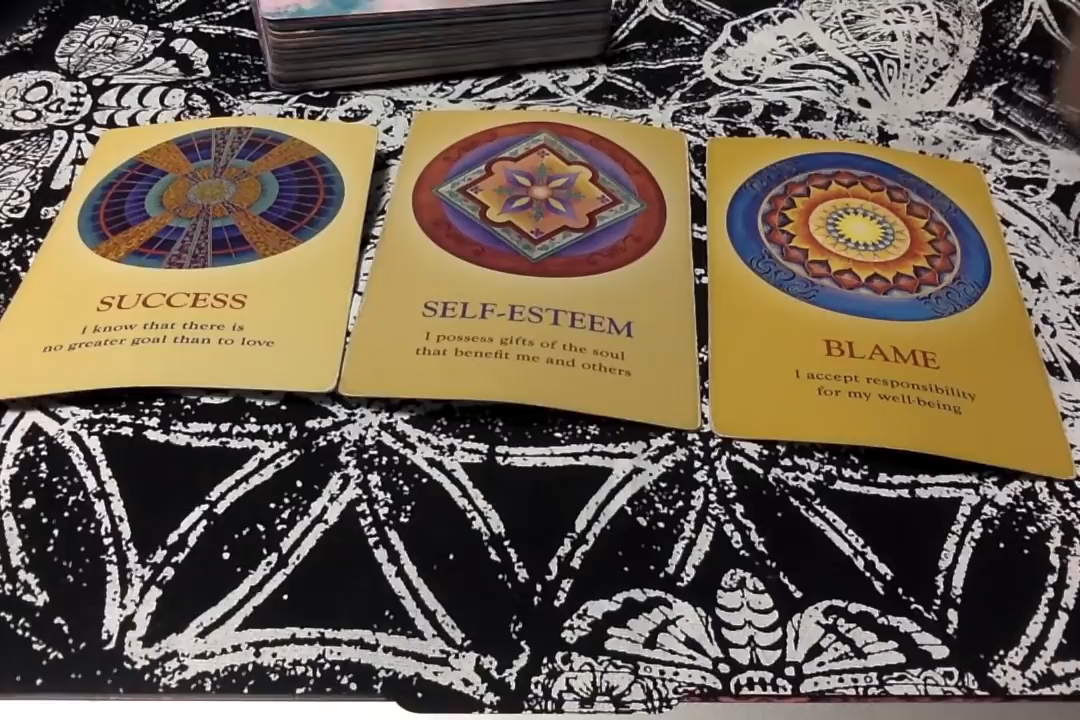 SUCCESS
I know that there is
no greater goal than to love
SELF-ESTEEM
I possess gifts of the soul
that benefit me and others
BLAME
I accept responsibility
for my well-being